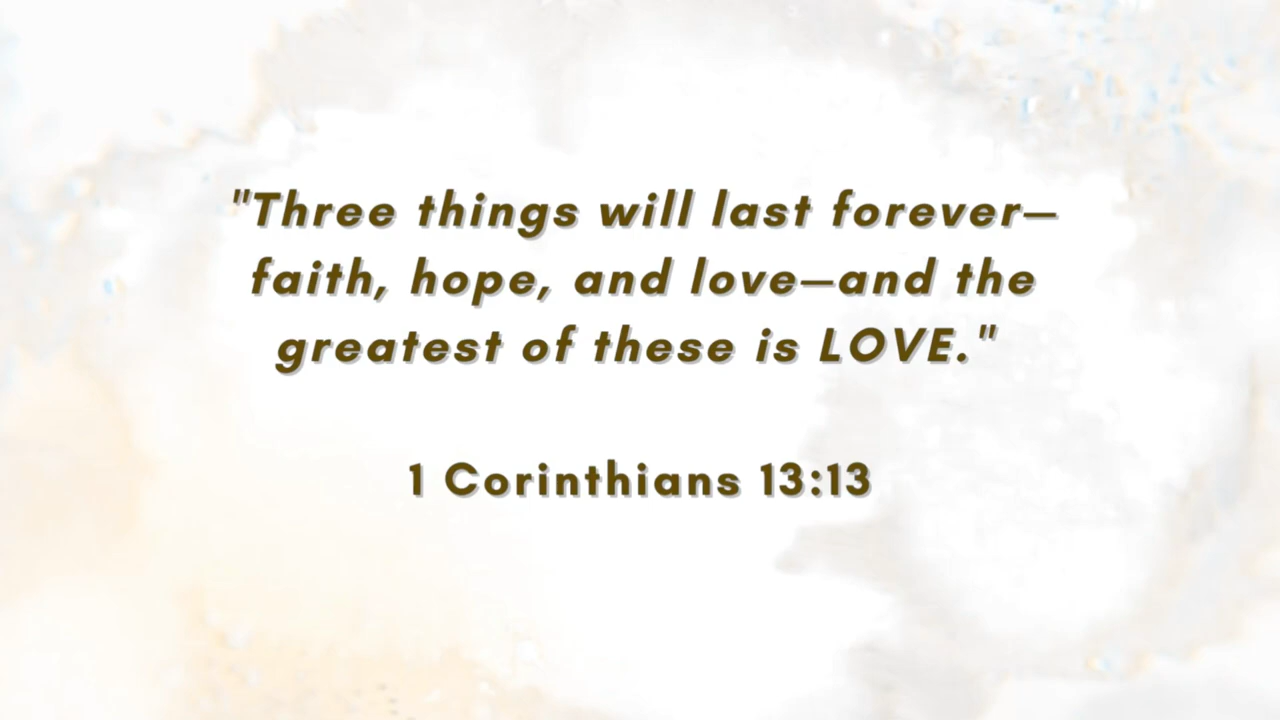 "Three things will last forever—
faith, hope, and love—and the
greatest of these is LOVE."
1 Corinthians 13:13